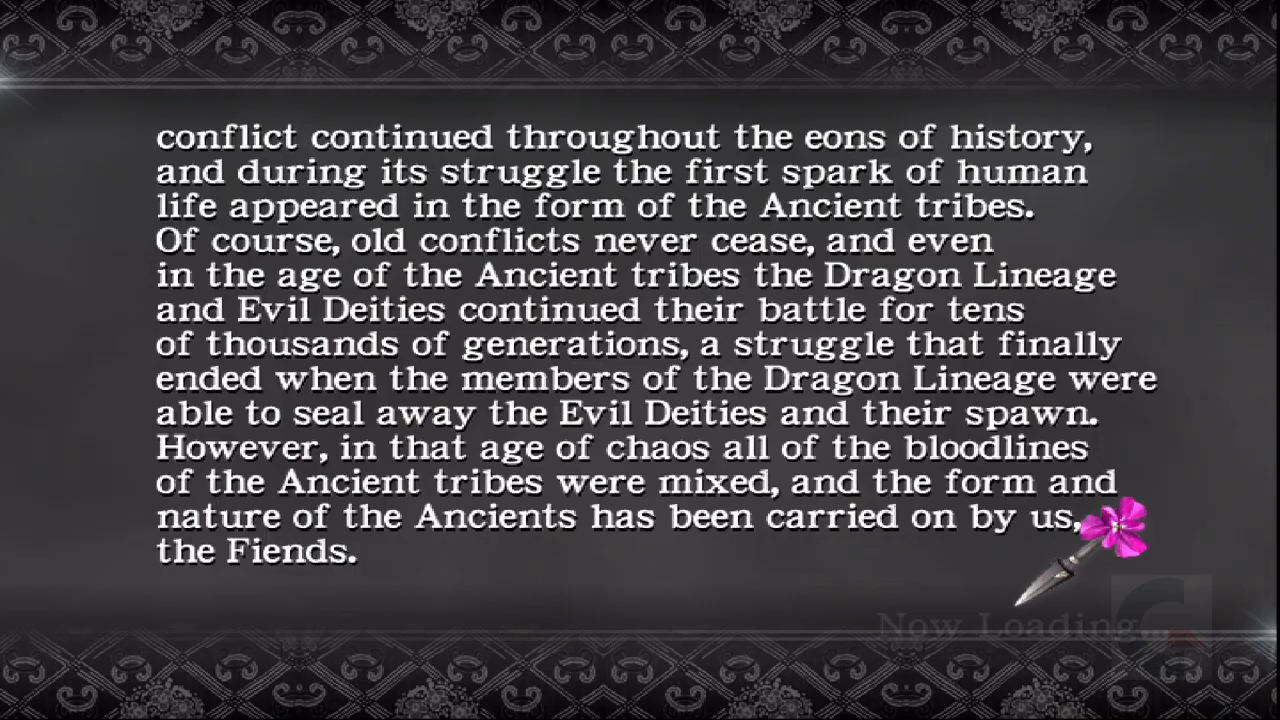 conflict continued throughout the eons of history,
and during its struggle the first spark of human
life appeared in the form of the Ancient tribes.
Of course, old conflicts never cease, and even
in the age of the Ancient tribes the Dragon Lineage
and Evil Deities continued their battle for tens
of thousands of generations, a struggle that finally
ended when the members of the Dragon Lineage were
able to seal away the Evil Deities and their spawn.
However, in that age of chaos all of the bloodlines
of the Ancient tribes were mixed, and the form and
nature of the Ancients has been carried on by us,
the Fiends.
Now Loading...